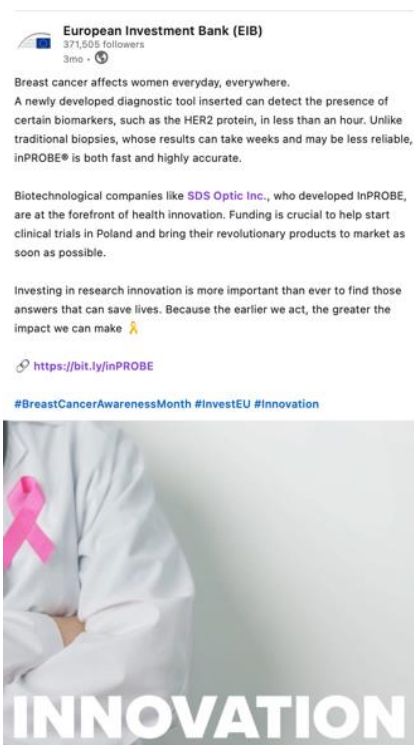 European Investment Bank (EIB)
371,505 followers
3mo •
Breast cancer affects women everyday, everywhere.
A newly developed diagnostic tool inserted can detect the presence of
certain biomarkers, such as the HER2 protein, in less than an hour. Unlike
traditional biopsies, whose results can take weeks and may be less reliable,
inPROBE® is both fast and highly accurate.
Biotechnological companies like SDS Optic Inc., who developed InPROBE,
are at the forefront of health innovation. Funding is crucial to help start
clinical trials in Poland and bring their revolutionary products to market as
soon as possible.
Investing in research innovation is more important than ever to find those
answers that can save lives. Because the earlier we act, the greater the
impact we can make 🎗
🔗 https://bit.ly/inPROBE
#BreastCancerAwarenessMonth #InvestEU #Innovation
INNOVATION